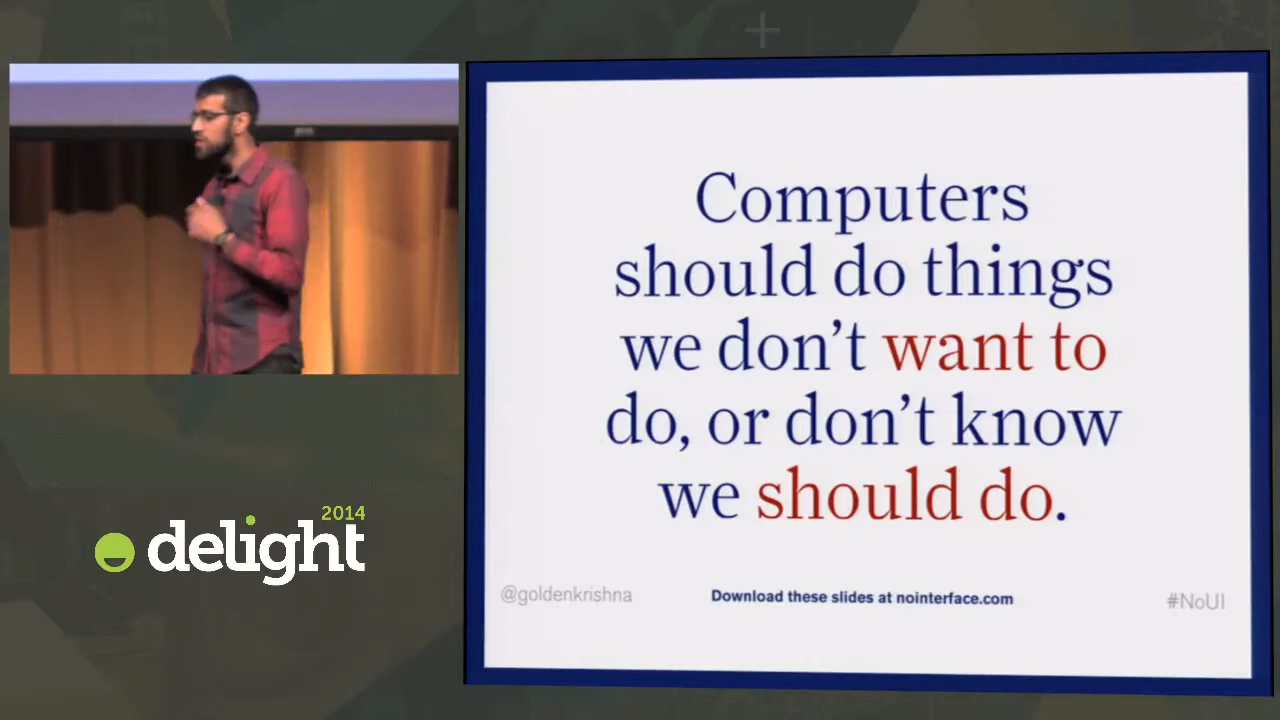 Computers
should do things
we don’t want to
do, or don’t know
we should do.
@goldenkrishna
Download these slides at nointerface.com
#NoUI
2014
delight